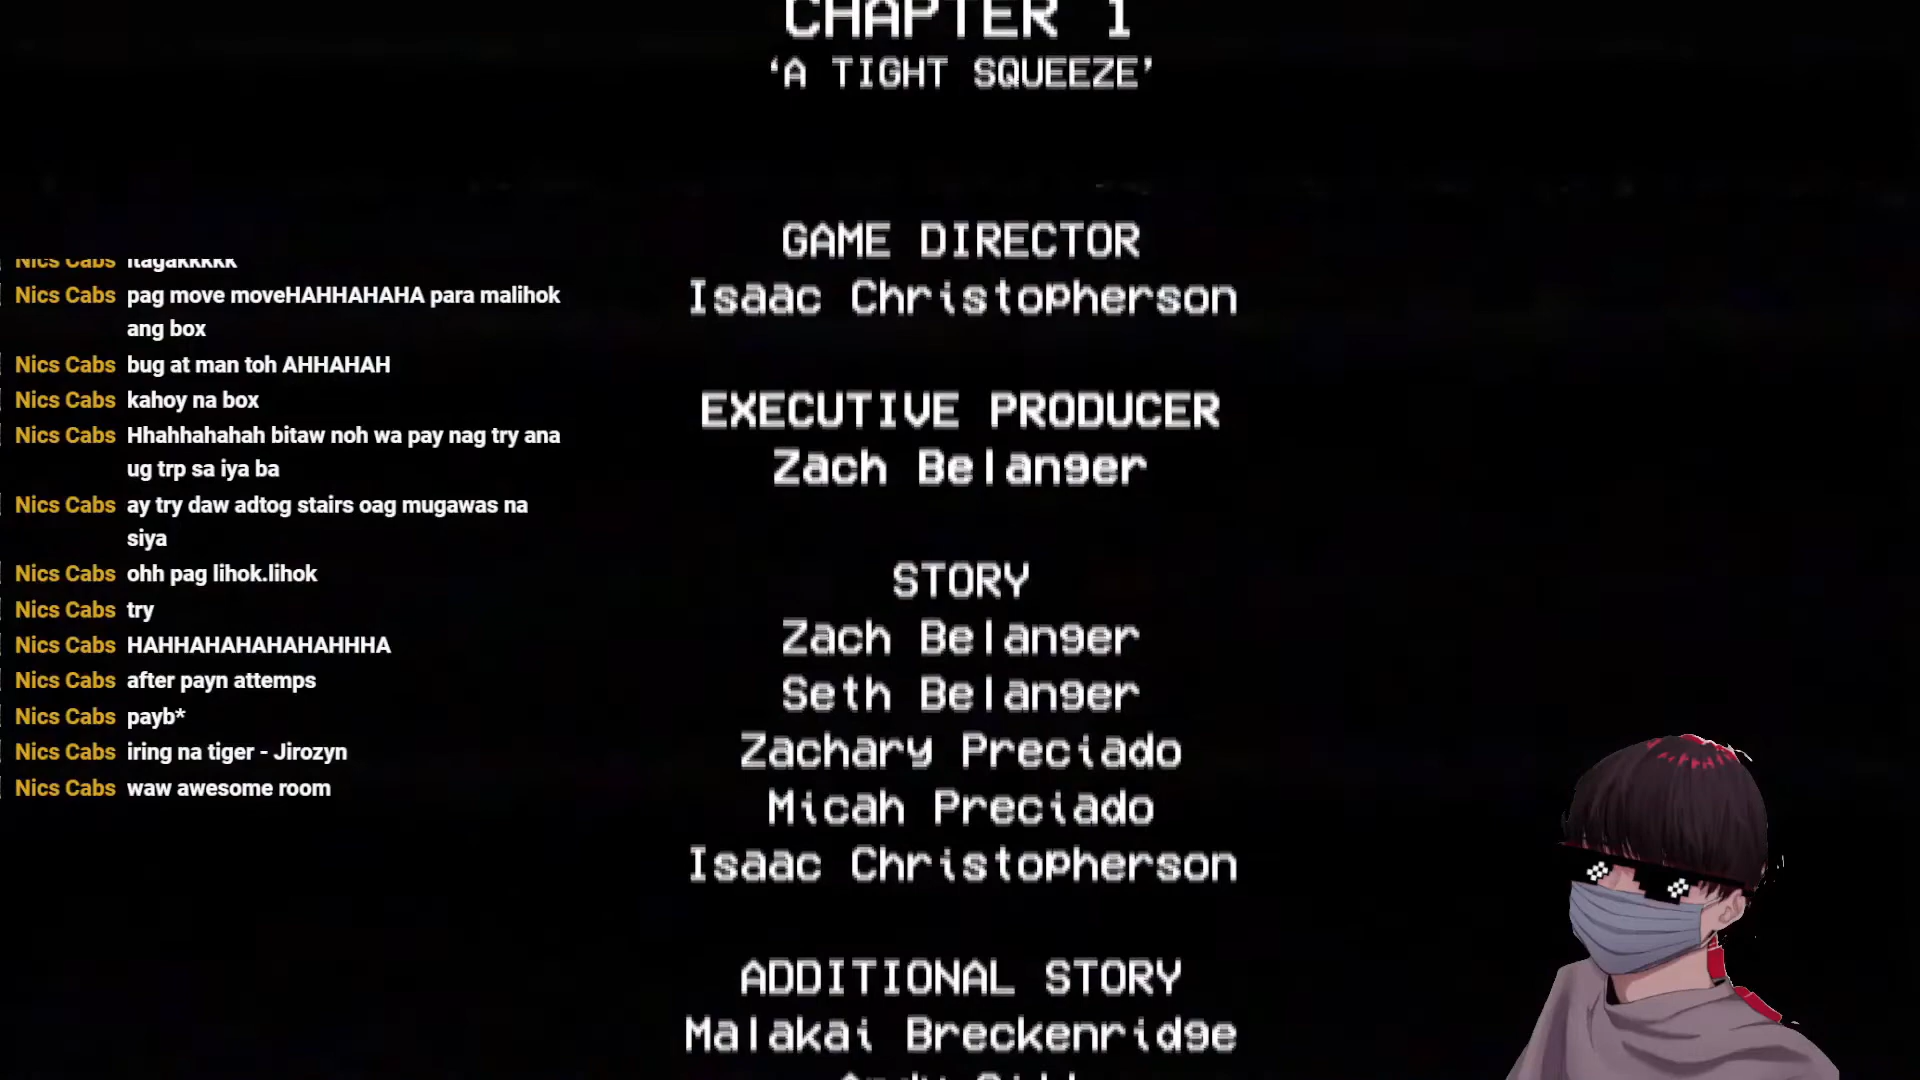 CHAPTER 1
‘A TIGHT SQUEEZE’
GAME DIRECTOR
Isaac Christopherson
EXECUTIVE PRODUCER
Zach Belanger
STORY
Zach Belanger
Seth Belanger
Zachary Preciado
Micah Preciado
Isaac Christopherson
ADDITIONAL STORY
Malakai Breckenridge
Nics Cabs itagakkkkk
Nics Cabs pag move moveHAHHAHAHA para malihok
ang box
Nics Cabs bug at man toh AHHAHAH
Nics Cabs kahoy na box
Nics Cabs Hhahhahahah bitaw noh wa pay nag try ana
ug trp sa iya ba
Nics Cabs ay try daw adtog stairs oag mugawas na
siya
Nics Cabs ohh pag lihok.lihok
Nics Cabs try
Nics Cabs HAHHAHAHAHAHAHHHA
Nics Cabs after payn attemps
Nics Cabs payb*
Nics Cabs iring na tiger - Jirozyn
Nics Cabs waw awesome room